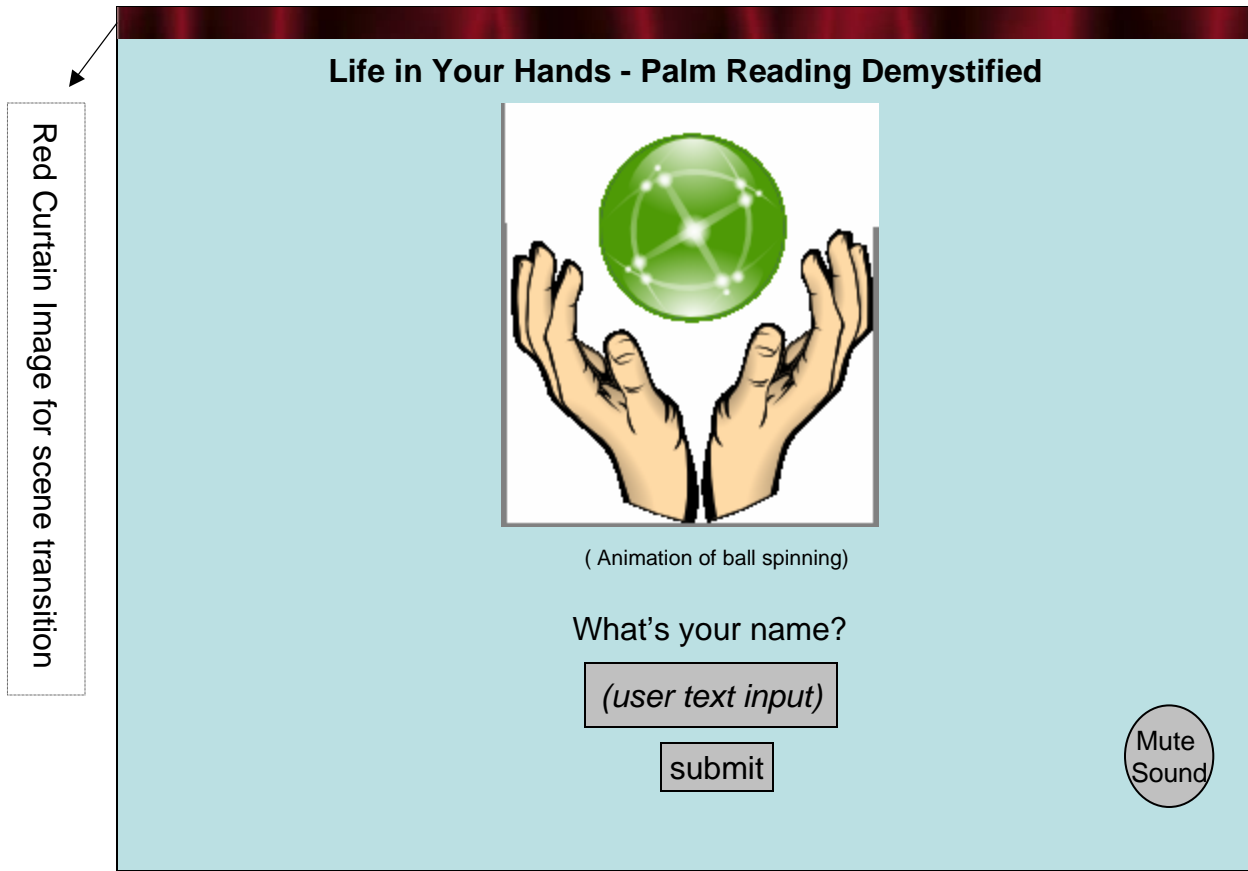 Red Curtain Image for scene transition
Life in Your Hands - Palm Reading Demystified
( Animation of ball spinning)
What's your name?
(user text input)
submit
Mute
Sound